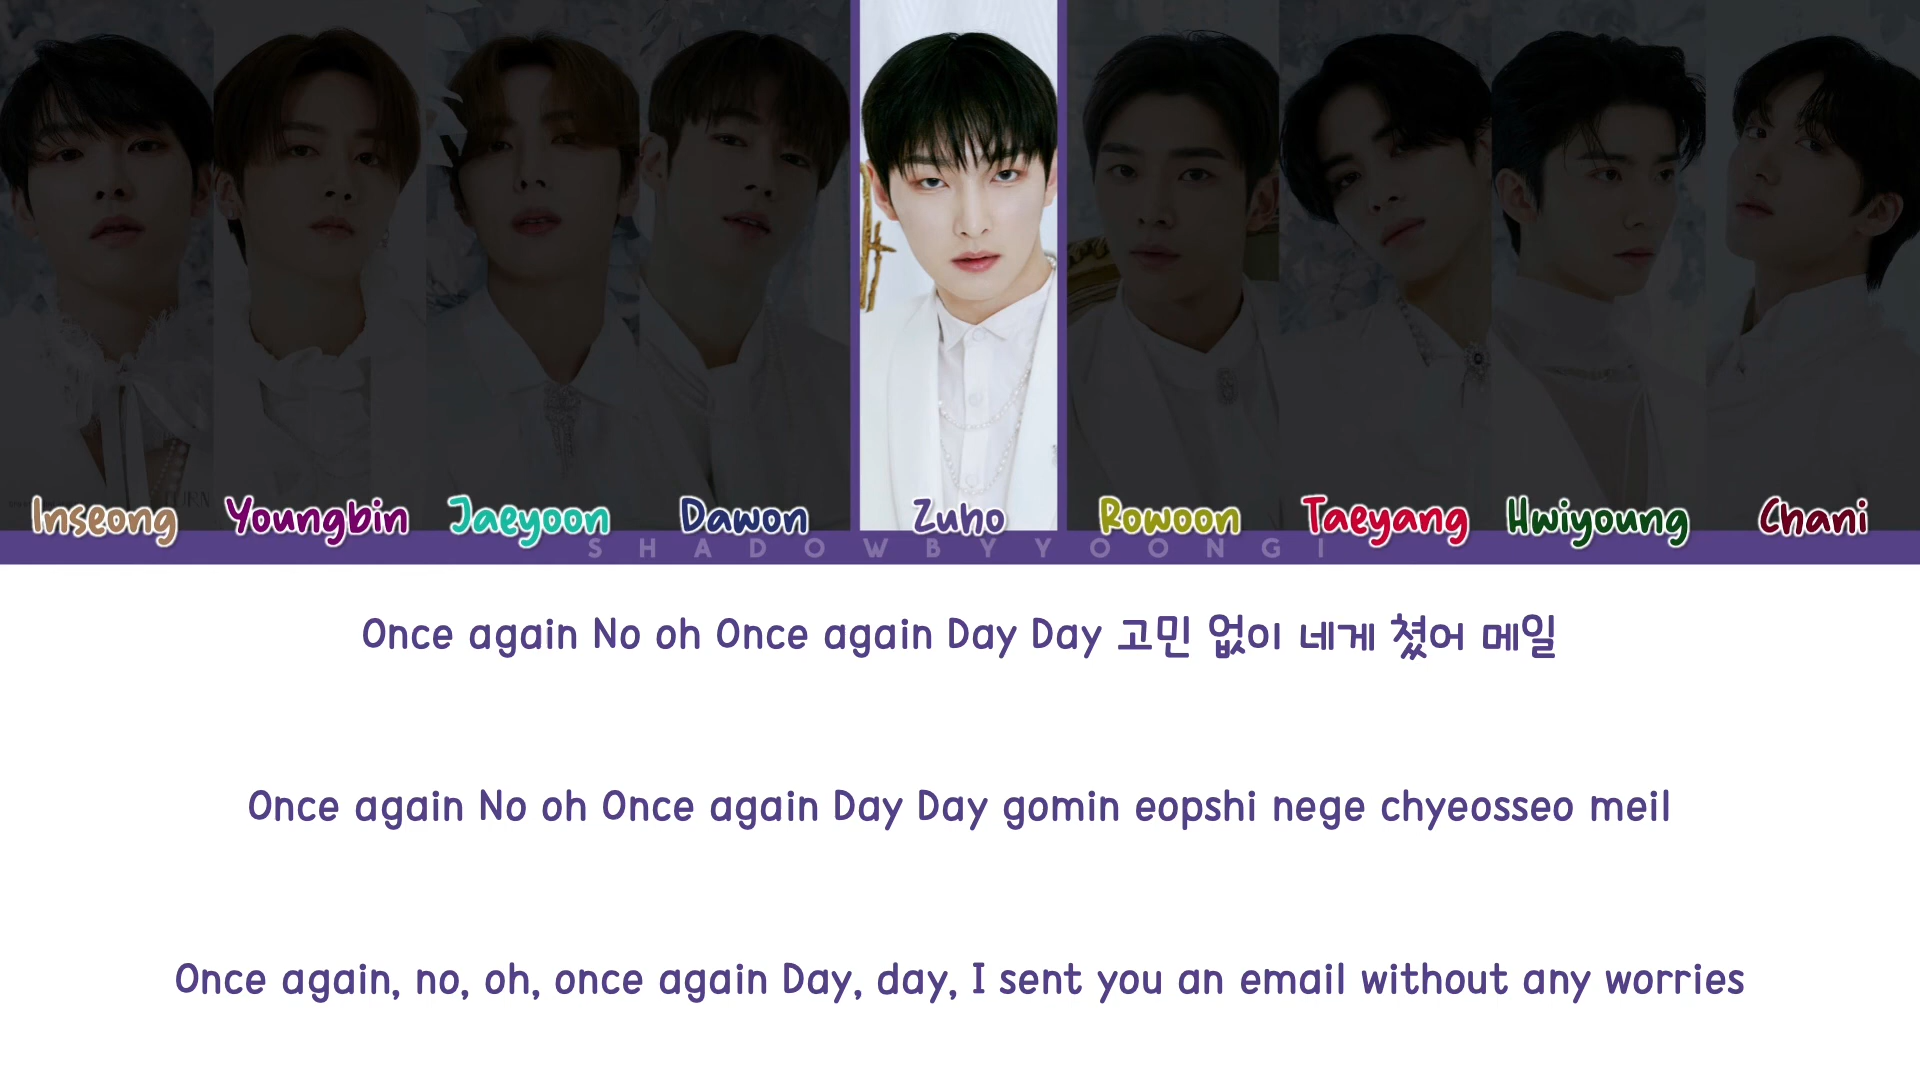 Inseong Youngbin Jaeyoon Dawon Zuho Rowoon Taeyang Hwiyoung Chani
SHADOWBYYOONGI
Once again No oh Once again Day Day 고민 없이 네게 쳤어 메일
Once again No oh Once again Day Day gomin eopshi nege chyeosseo meil
Once again, no, oh, once again Day, day, I sent you an email without any worries